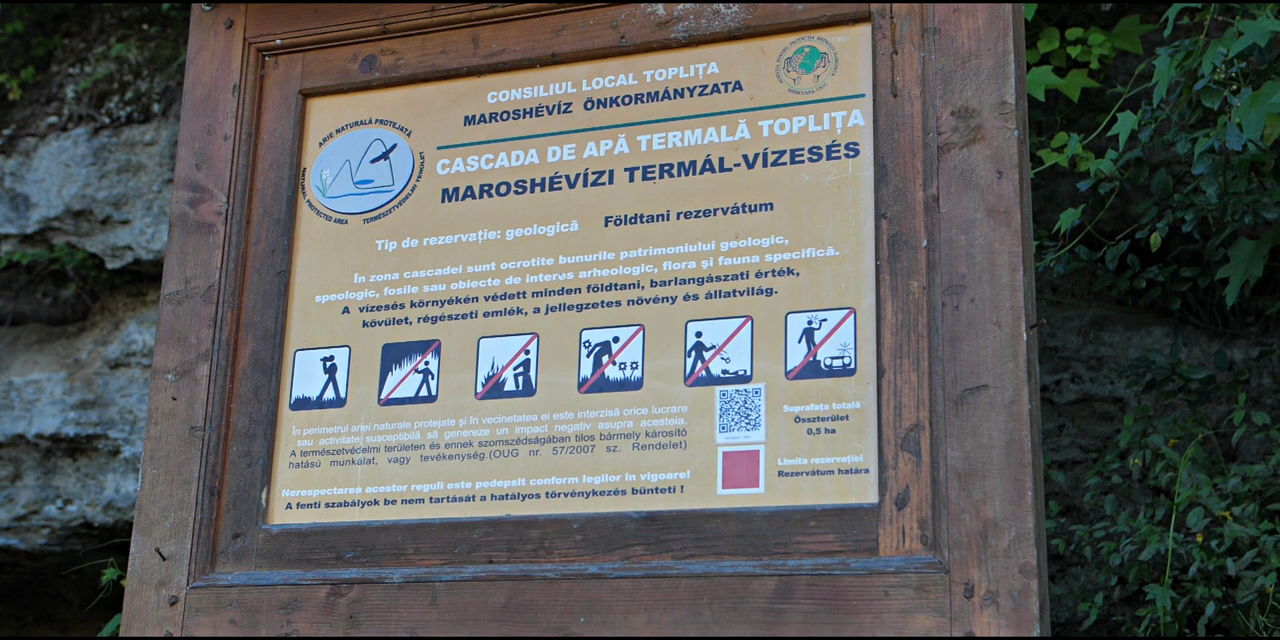 CONSILIUL LOCAL TOPLIȚA
MAROSHÉVÍZ ÖNKORMÁNYZATA
ARIE NATURALĂ PROTEJATĂ
NATURAL PROTECTED AREA
TERMÉSZETVÉDELMI TERÜLET
CASCADA DE APĂ TERMALĂ TOPLIȚA
MAROSHÉVÍZI TERMÁL-VÍZESÉS
Tip de rezervație: geologică Földtani rezervátum
În zona cascadei sunt ocrotite bunurile patrimoniului geologic,
speologic, fosile sau obiecte de interes arheologic, flora şi fauna specifică.
A vízesés környékén védett minden földtani, barlangászati érték,
kövület, régészeti emlék, a jellegzetes növény és állatvilág.
În perimetrul ariei naturale protejate şi în vecinetatea ei este interzisă orice lucrare
sau activitate susceptibilă să genereze un impact negativ asupra acesteia.
A természetvédelmi területen és ennek szomszédságában tilos bármely károsító
hatású munkálat, vagy tevékenység.(OUG nr. 57/2007 sz. Rendelet)
Nerespectarea acestor reguli este pedepsit conform legilor în vigoare!
A fenti szabályok be nem tartását a hatályos törvénykezés bünteti !
Suprafața totală
Összterület
0,5 ha
Limita rezervației
Rezervátum határa